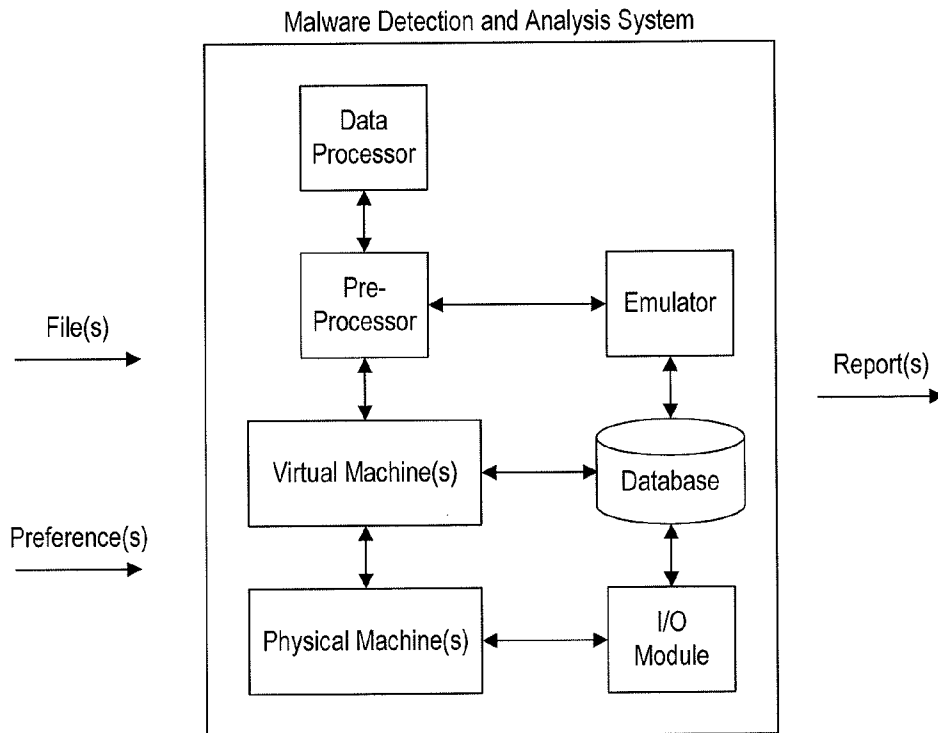 Malware Detection and Analysis System
Data
Processor
Pre-
Processor
Emulator
File(s)
Report(s)
Virtual Machine(s)
Database
Preference(s)
Physical Machine(s)
I/O
Module